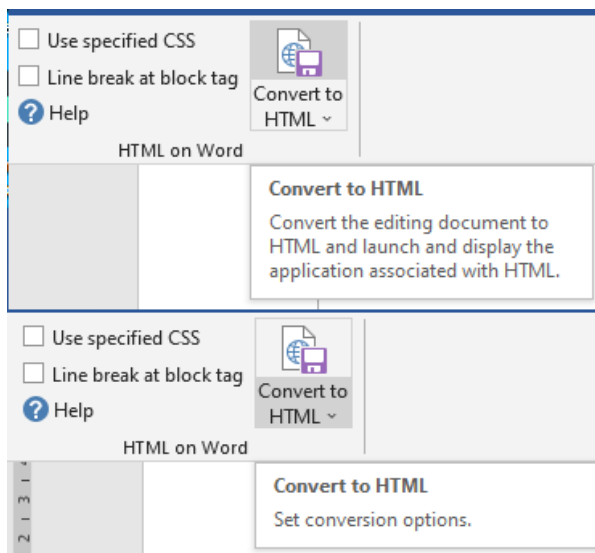 Use specified CSS
Line break at block tag
Help
Convert to
HTML
HTML on Word
Convert to HTML
Convert the editing document to
HTML and launch and display the
application associated with HTML.
Use specified CSS
Line break at block tag
Help
Convert to
HTML
HTML on Word
Convert to HTML
Set conversion options.
3
2